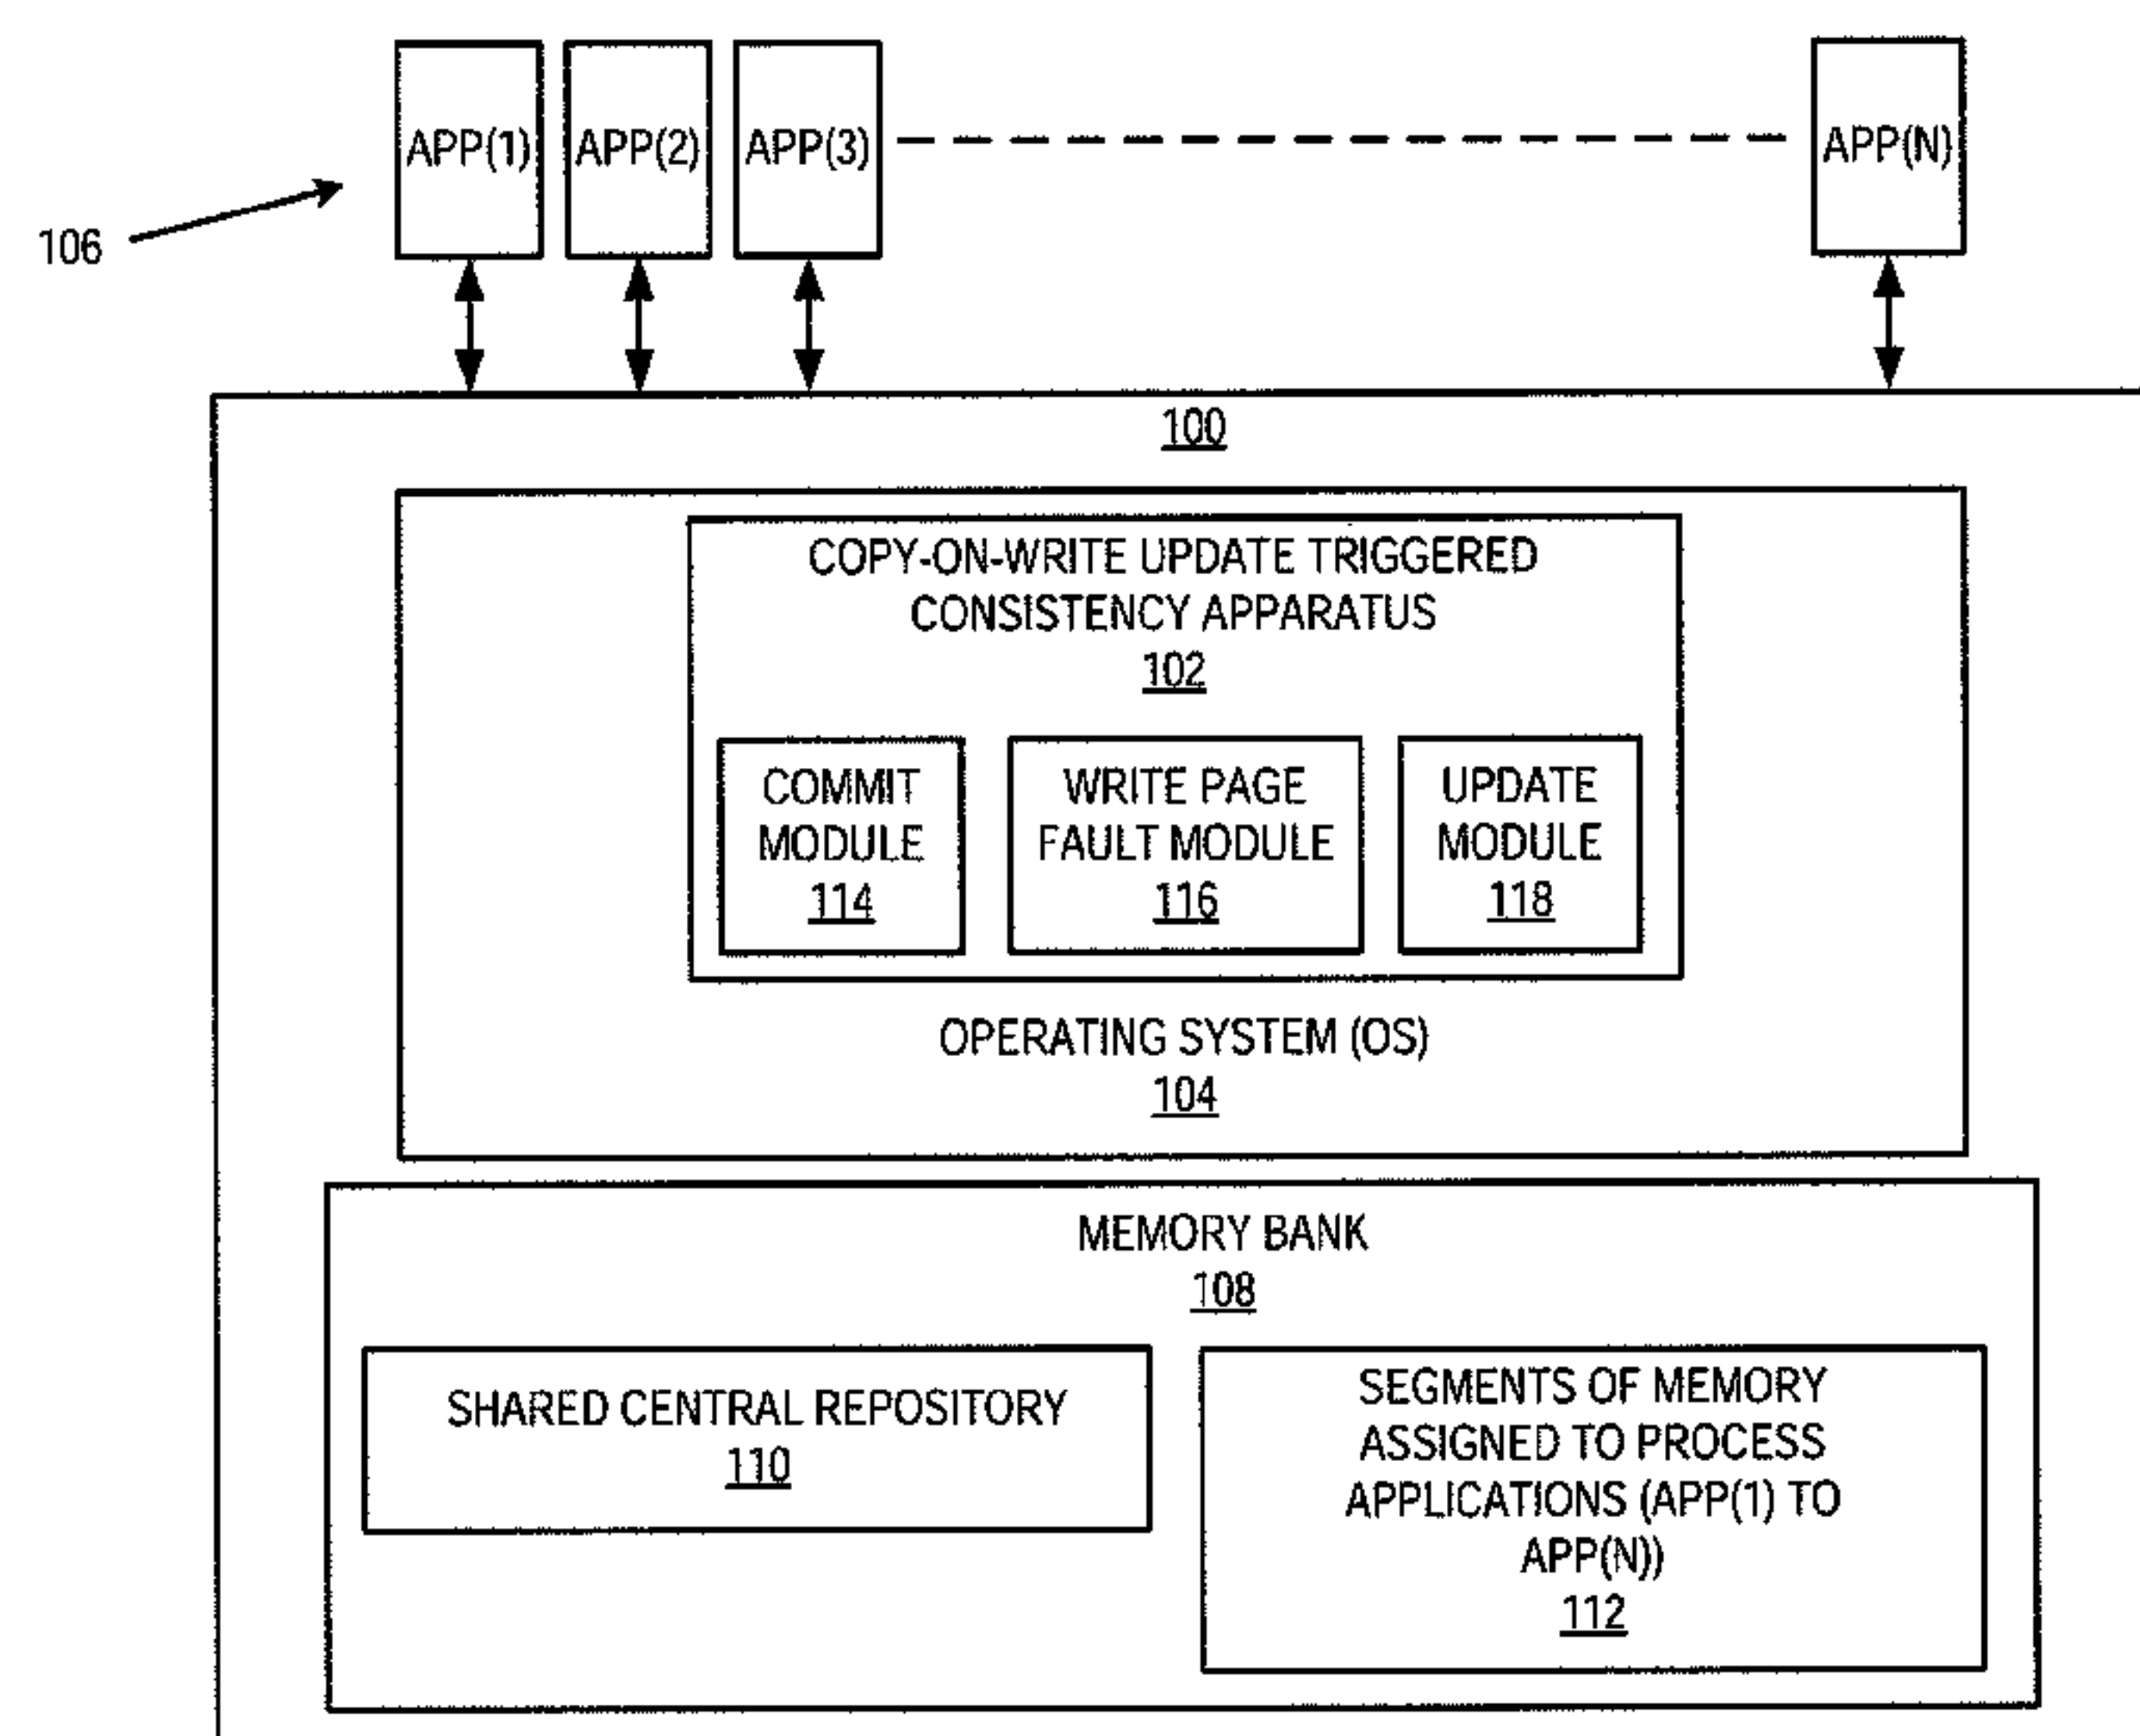 APP(1) APP(2) APP(3) APP(N)
106
100
COPY-ON-WRITE UPDATE TRIGGERED
CONSISTENCY APPARATUS
102
COMMIT
MODULE
114
WRITE PAGE
FAULT MODULE
116
UPDATE
MODULE
118
OPERATING SYSTEM (OS)
104
MEMORY BANK
108
SHARED CENTRAL REPOSITORY
110
SEGMENTS OF MEMORY
ASSIGNED TO PROCESS
APPLICATIONS (APP(1) TO
APP(N))
112